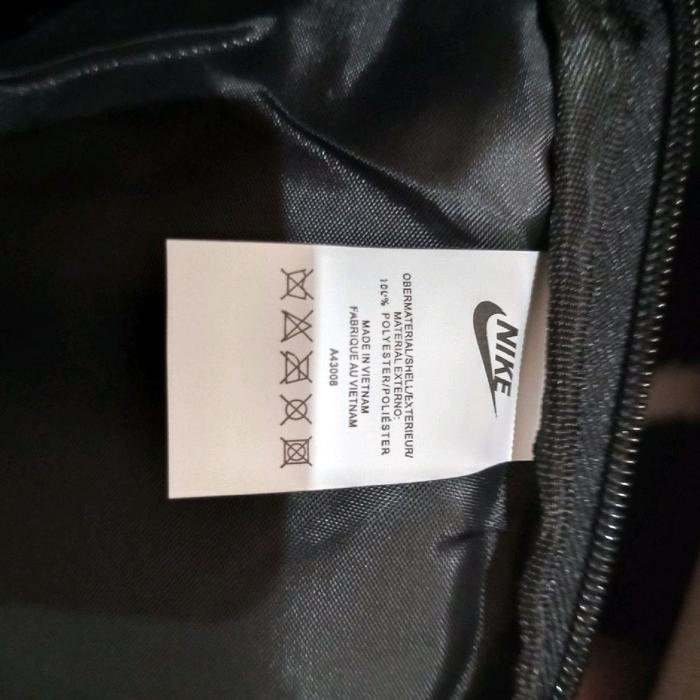 NIKE
OBERMATERIAL/SHELL/EXTERIEUR/
MATERIAL EXTERNO:
100% POLYESTER/POLIÉSTER
MADE IN VIETNAM
FABRIQUE AU VIETNAM
A43008